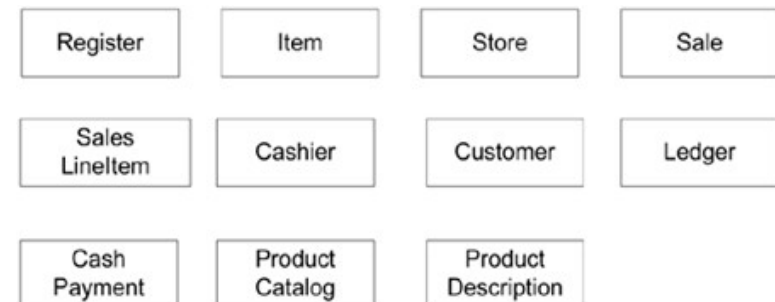 Register
Item
Store
Sale
Sales
LineItem
Cashier
Customer
Ledger
Cash
Payment
Product
Catalog
Product
Description